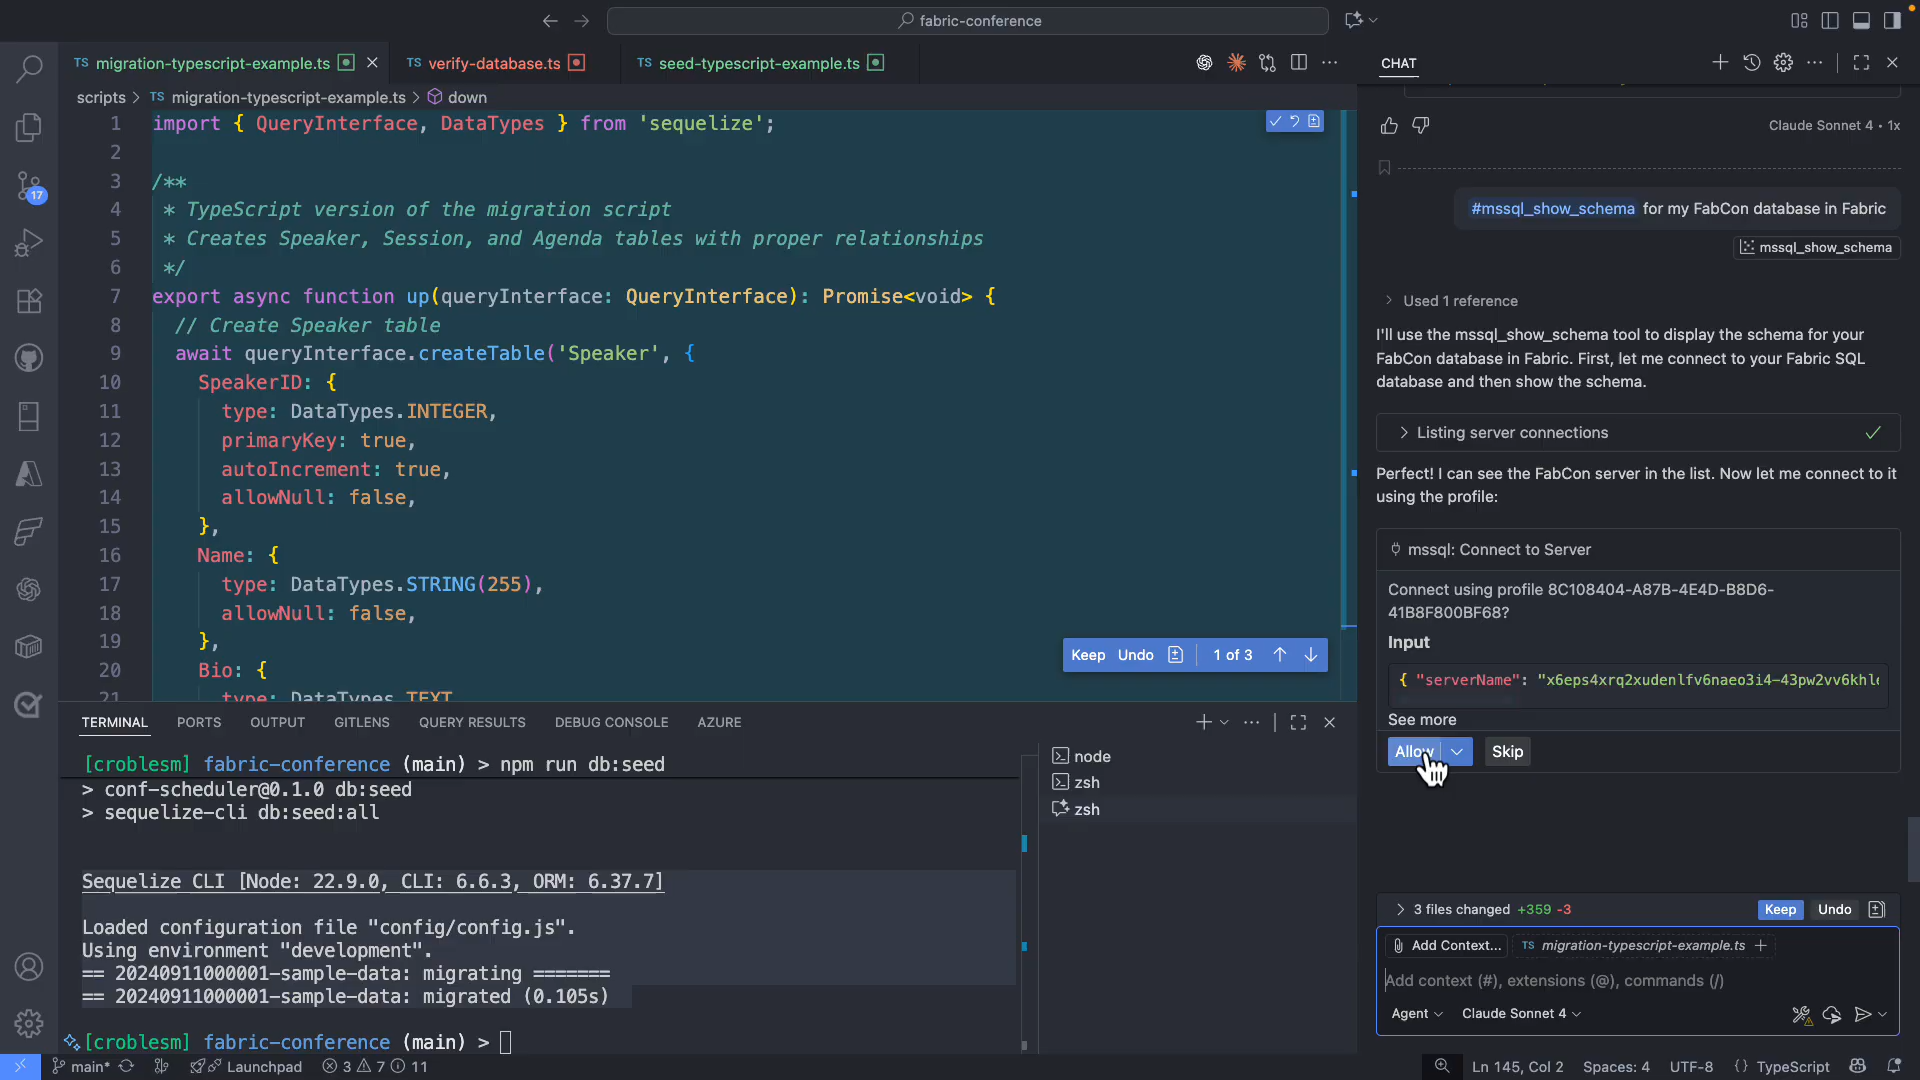 fabric-conference
TS migration-typescript-example.ts
TS verify-database.ts
TS seed-typescript-example.ts
scripts > TS migration-typescript-example.ts > down
1 import { QueryInterface, DataTypes } from 'sequelize';
2
3 /**
4 * TypeScript version of the migration script
5 * Creates Speaker, Session, and Agenda tables with proper relationships
6 */
7 export async function up(queryInterface: QueryInterface): Promise<void> {
8 // Create Speaker table
9 await queryInterface.createTable('Speaker', {
10 SpeakerID: {
11 type: DataTypes.INTEGER,
12 primaryKey: true,
13 autoIncrement: true,
14 allowNull: false,
15 },
16 Name: {
17 type: DataTypes.STRING(255),
18 allowNull: false,
19 },
20 Bio: {
21 type: DataTypes.TEXT
Keep Undo 1 of 3
17
TERMINAL PORTS OUTPUT GITLENS QUERY RESULTS DEBUG CONSOLE AZURE
[croblesm] fabric-conference (main) > npm run db:seed
> conf-scheduler@0.1.0 db:seed
> sequelize-cli db:seed:all
Sequelize CLI [Node: 22.9.0, CLI: 6.6.3, ORM: 6.37.7]
Loaded configuration file "config/config.js".
Using environment "development".
== 20240911000001-sample-data: migrating =======
== 20240911000001-sample-data: migrated (0.105s)
[croblesm] fabric-conference (main) >
node
zsh
zsh
CHAT
Claude Sonnet 4 • 1x
#mssql_show_schema for my FabCon database in Fabric
mssql_show_schema
Used 1 reference
I'll use the mssql_show_schema tool to display the schema for your
FabCon database in Fabric. First, let me connect to your Fabric SQL
database and then show the schema.
Listing server connections
Perfect! I can see the FabCon server in the list. Now let me connect to it
using the profile:
mssql: Connect to Server
Connect using profile 8C108404-A87B-4E4D-B8D6-
41B8F800BF68?
Input
{ "serverName": "x6eps4xrq2xudenlfv6naeo3i4-43pw2vv6khl
See more
Allow Skip
3 files changed +359 -3 Keep Undo
Add Context... TS migration-typescript-example.ts +
Add context (#), extensions (@), commands (/)
Agent Claude Sonnet 4
main* Launchpad 3 7 11
Ln 145, Col 2 Spaces: 4 UTF-8 {} TypeScript